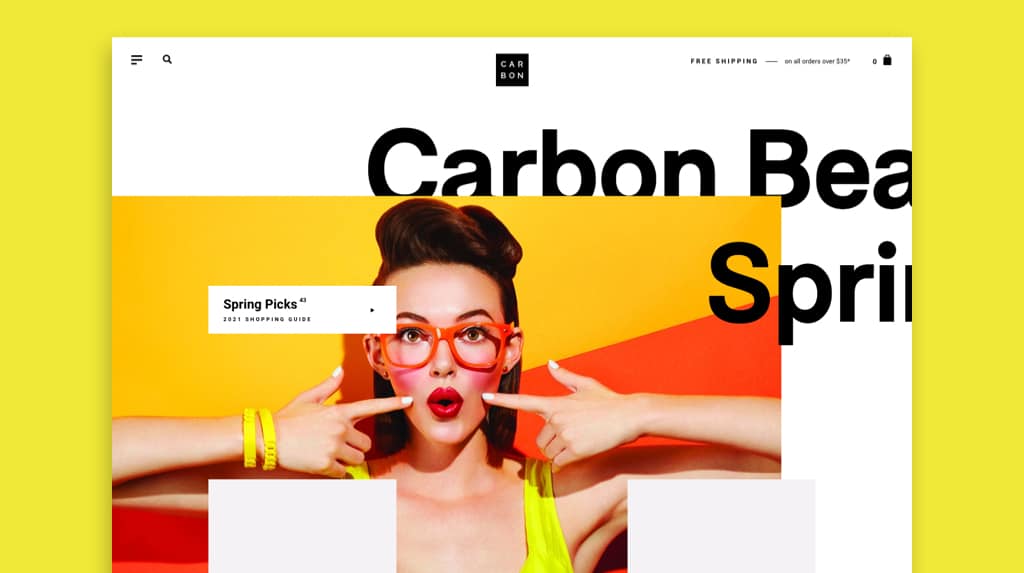 CAR
BON
FREE SHIPPING — on all orders over $35*
0
Carbon Bea
Sprin
Spring Picks 43
2021 SHOPPING GUIDE